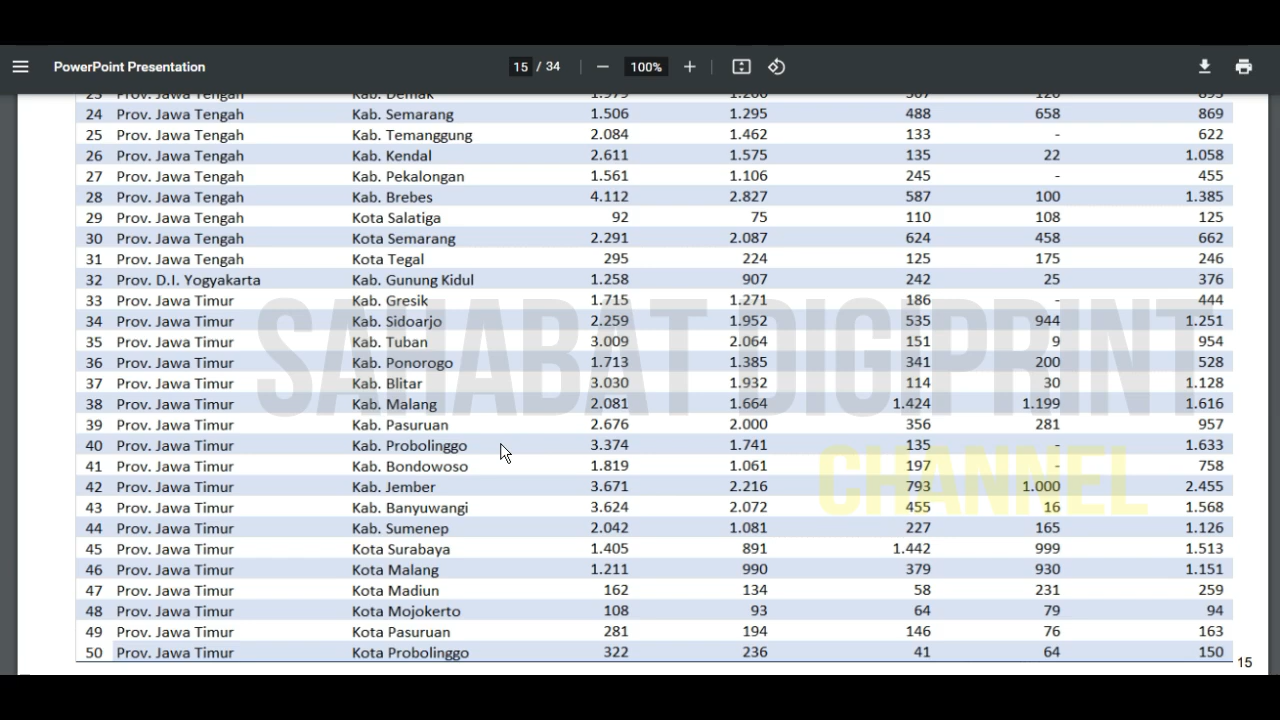 PowerPoint Presentation 15 / 34 100%
23 Prov. Jawa Tengah Kab. Demak 1.975 1.260 367 126 893
24 Prov. Jawa Tengah Kab. Semarang 1.506 1.295 488 658 869
25 Prov. Jawa Tengah Kab. Temanggung 2.084 1.462 133 - 622
26 Prov. Jawa Tengah Kab. Kendal 2.611 1.575 135 22 1.058
27 Prov. Jawa Tengah Kab. Pekalongan 1.561 1.106 245 - 455
28 Prov. Jawa Tengah Kab. Brebes 4.112 2.827 587 100 1.385
29 Prov. Jawa Tengah Kota Salatiga 92 75 110 108 125
30 Prov. Jawa Tengah Kota Semarang 2.291 2.087 624 458 662
31 Prov. Jawa Tengah Kota Tegal 295 224 125 175 246
32 Prov. D.I. Yogyakarta Kab. Gunung Kidul 1.258 907 242 25 376
33 Prov. Jawa Timur Kab. Gresik 1.715 1.271 186 - 444
34 Prov. Jawa Timur Kab. Sidoarjo 2.259 1.952 535 944 1.251
35 Prov. Jawa Timur Kab. Tuban 3.009 2.064 151 9 954
36 Prov. Jawa Timur Kab. Ponorogo 1.713 1.385 341 200 528
37 Prov. Jawa Timur Kab. Blitar 3.030 1.932 114 30 1.128
38 Prov. Jawa Timur Kab. Malang 2.081 1.664 1.424 1.199 1.616
39 Prov. Jawa Timur Kab. Pasuruan 2.676 2.000 356 281 957
40 Prov. Jawa Timur Kab. Probolinggo 3.374 1.741 135 - 1.633
41 Prov. Jawa Timur Kab. Bondowoso 1.819 1.061 197 - 758
42 Prov. Jawa Timur Kab. Jember 3.671 2.216 793 1.000 2.455
43 Prov. Jawa Timur Kab. Banyuwangi 3.624 2.072 455 16 1.568
44 Prov. Jawa Timur Kab. Sumenep 2.042 1.081 227 165 1.126
45 Prov. Jawa Timur Kota Surabaya 1.405 891 1.442 999 1.513
46 Prov. Jawa Timur Kota Malang 1.211 990 379 930 1.151
47 Prov. Jawa Timur Kota Madiun 162 134 58 231 259
48 Prov. Jawa Timur Kota Mojokerto 108 93 64 79 94
49 Prov. Jawa Timur Kota Pasuruan 281 194 146 76 163
50 Prov. Jawa Timur Kota Probolinggo 322 236 41 64 150
15
SAHABAT DIGIPRINT
CHANNEL